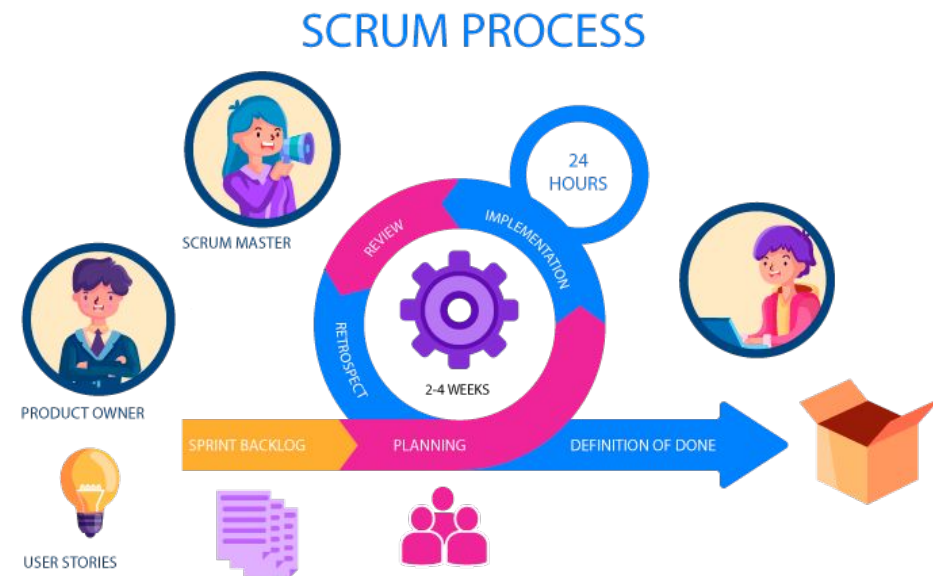 SCRUM PROCESS
24
HOURS
SCRUM MASTER
REVIEW
IMPLEMENTATION
RETROSPECT
2-4 WEEKS
PRODUCT OWNER
SPRINT BACKLOG
PLANNING
DEFINITION OF DONE
USER STORIES